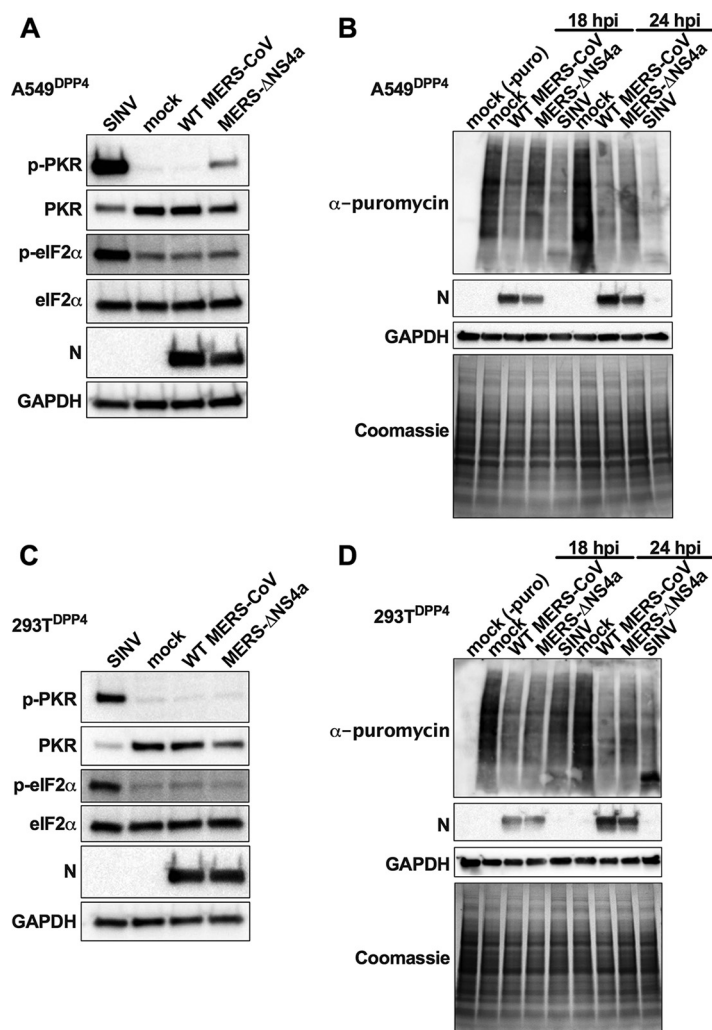 A
A549DPP4
SINV
mock
WT MERS-CoV
MERS-ΔNS4a
p-PKR
PKR
p-eIF2α
eIF2α
N
GAPDH
B
18 hpi
24 hpi
A549DPP4
mock (-puro)
mock
WT MERS-CoV
MERS-ΔNS4a
SINV
mock
WT MERS-CoV
MERS-ΔNS4a
SINV
α-puromycin
N
GAPDH
Coomassie
C
293TDPP4
SINV
mock
WT MERS-CoV
MERS-ΔNS4a
p-PKR
PKR
p-eIF2α
eIF2α
N
GAPDH
D
18 hpi
24 hpi
293TDPP4
mock (-puro)
mock
WT MERS-CoV
MERS-ΔNS4a
SINV
mock
WT MERS-CoV
MERS-ΔNS4a
SINV
α-puromycin
N
GAPDH
Coomassie